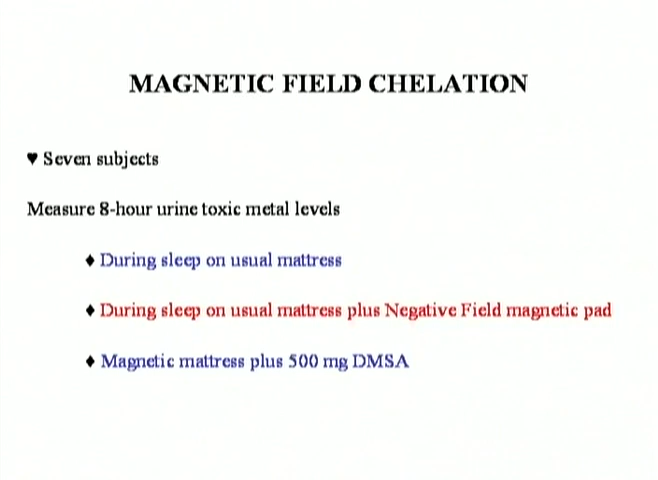 MAGNETIC FIELD CHELATION
♥ Seven subjects
Measure 8-hour urine toxic metal levels
♦ During sleep on usual mattress
♦ During sleep on usual mattress plus Negative Field magnetic pad
♦ Magnetic mattress plus 500 mg DMSA